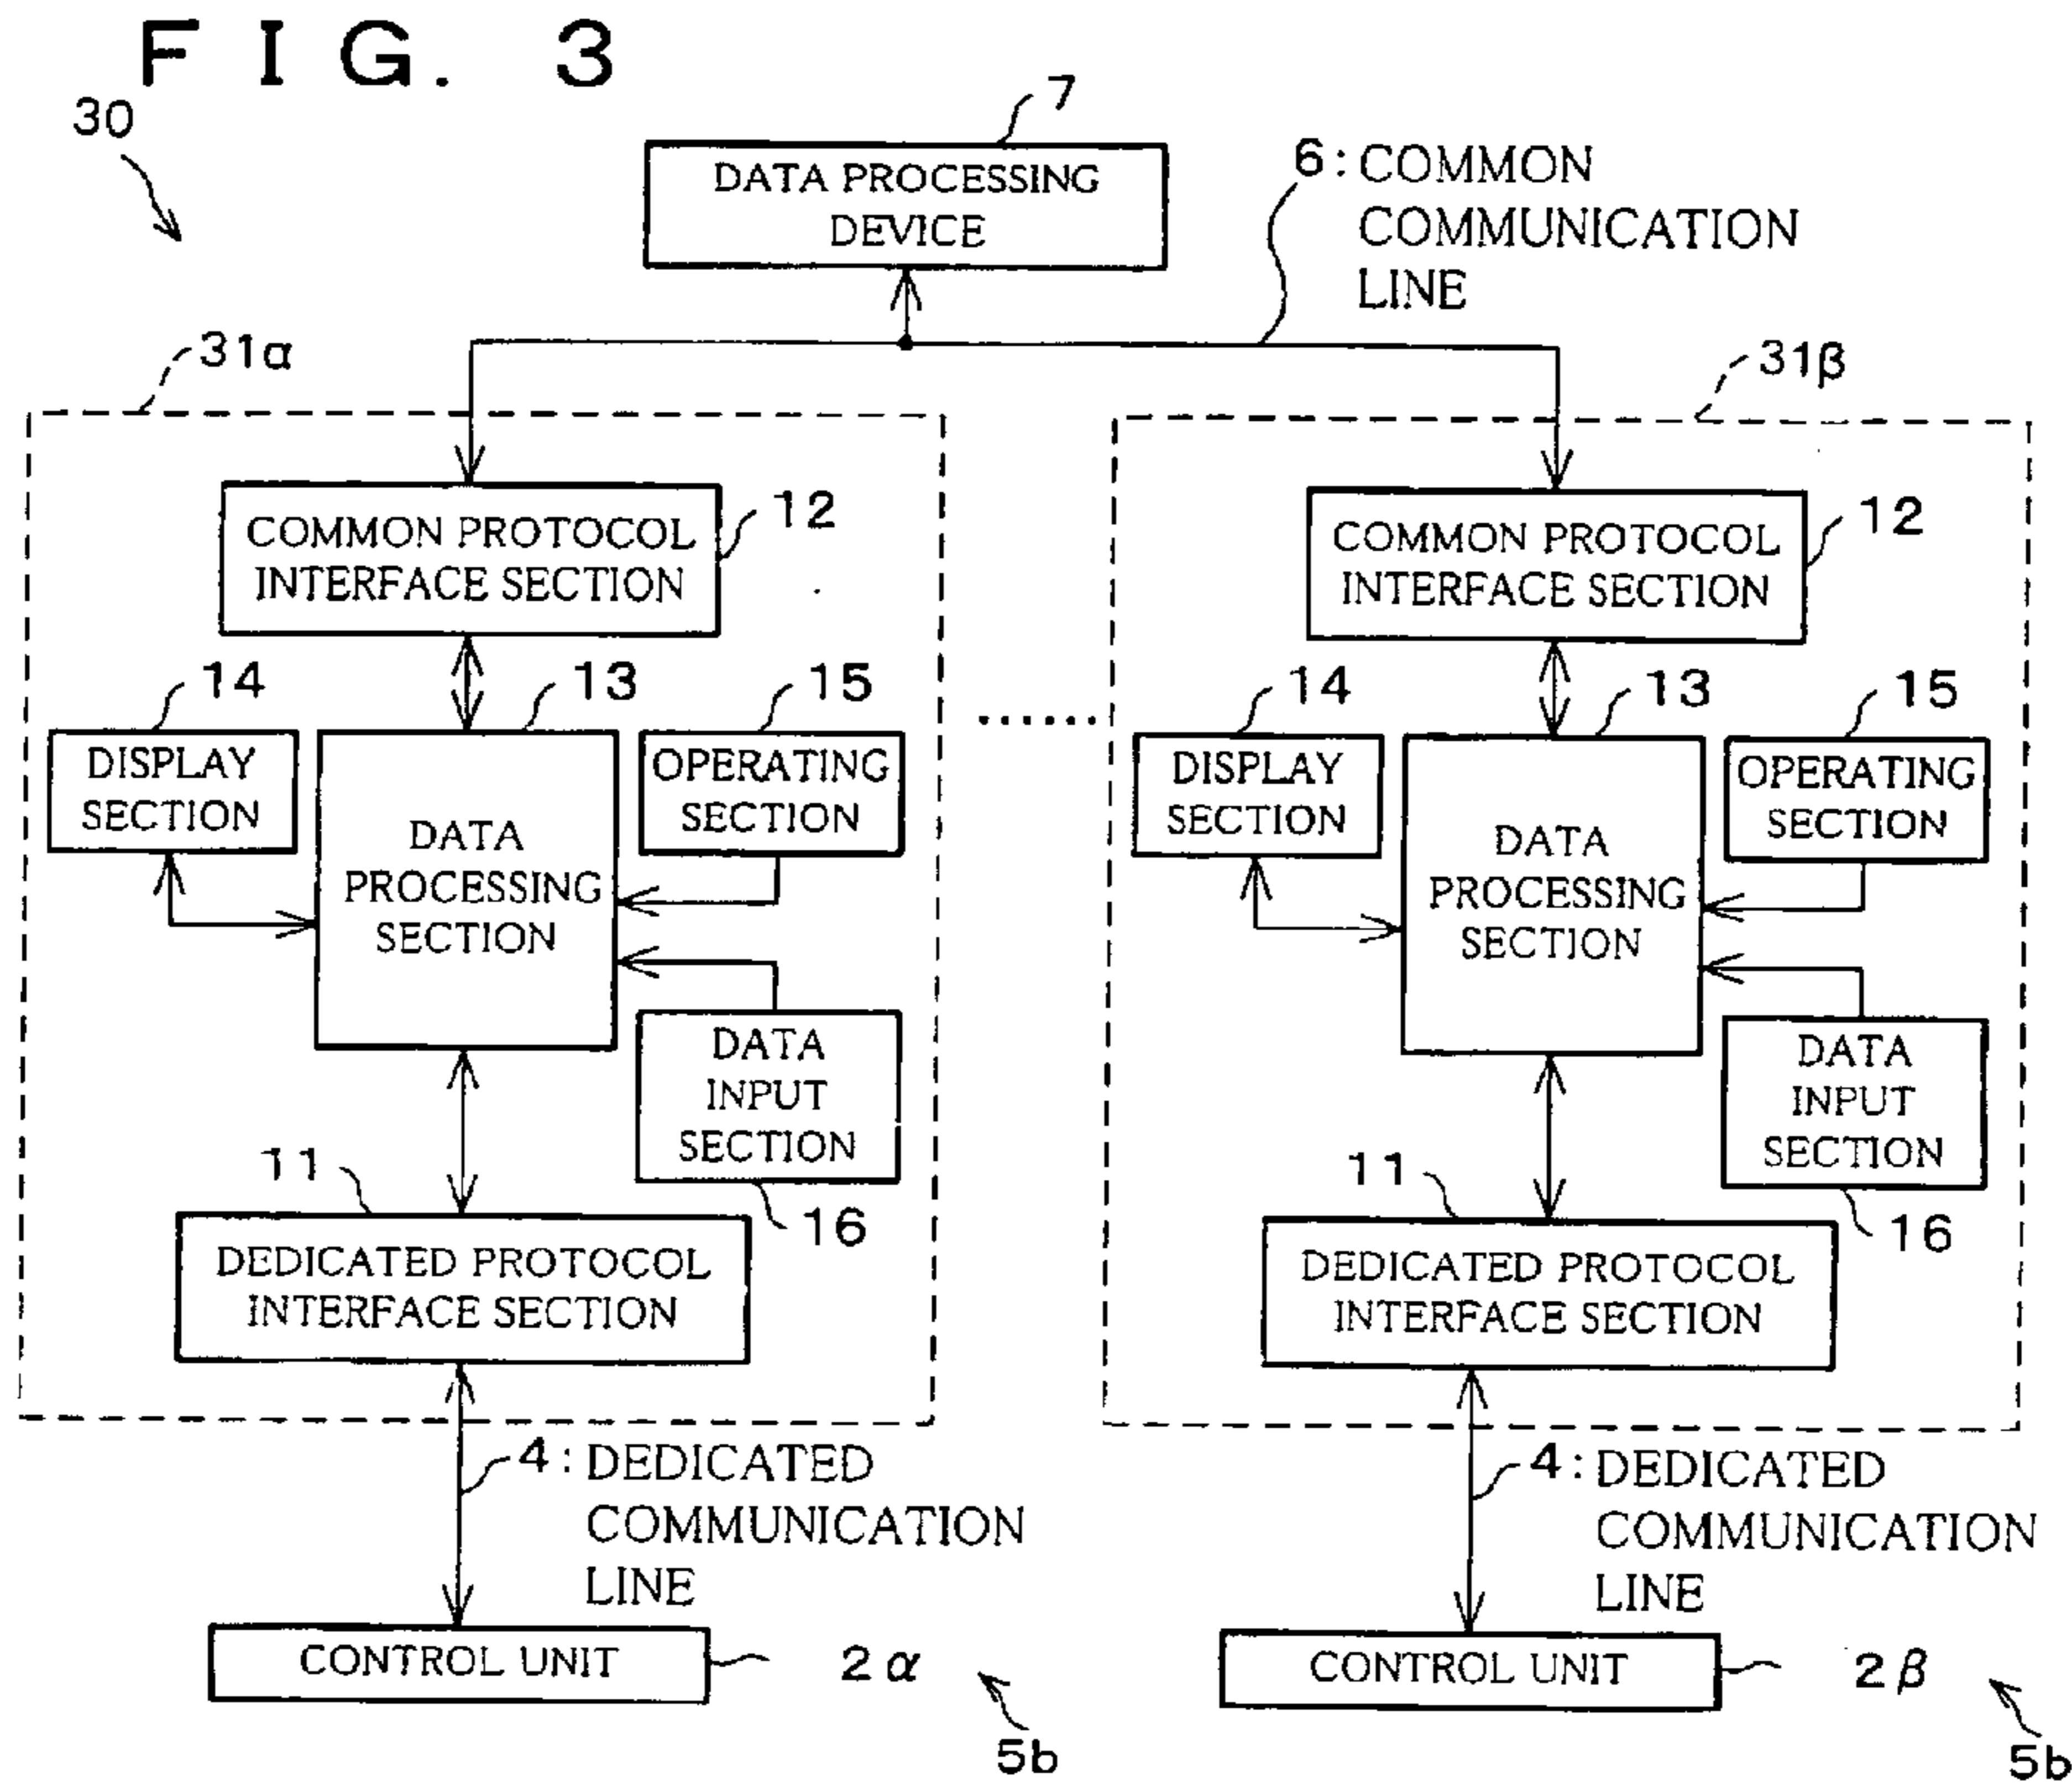 FIG. 3
30
7
DATA PROCESSING
DEVICE
6: COMMON
COMMUNICATION
LINE
31α
31β
COMMON PROTOCOL
INTERFACE SECTION
12
14
13
15
DISPLAY
SECTION
DATA
PROCESSING
SECTION
OPERATING
SECTION
DATA
INPUT
SECTION
16
11
DEDICATED PROTOCOL
INTERFACE SECTION
4: DEDICATED
COMMUNICATION
LINE
CONTROL UNIT
2α
5b
......
COMMON PROTOCOL
INTERFACE SECTION
12
14
13
15
DISPLAY
SECTION
DATA
PROCESSING
SECTION
OPERATING
SECTION
DATA
INPUT
SECTION
16
11
DEDICATED PROTOCOL
INTERFACE SECTION
4: DEDICATED
COMMUNICATION
LINE
CONTROL UNIT
2β
5b